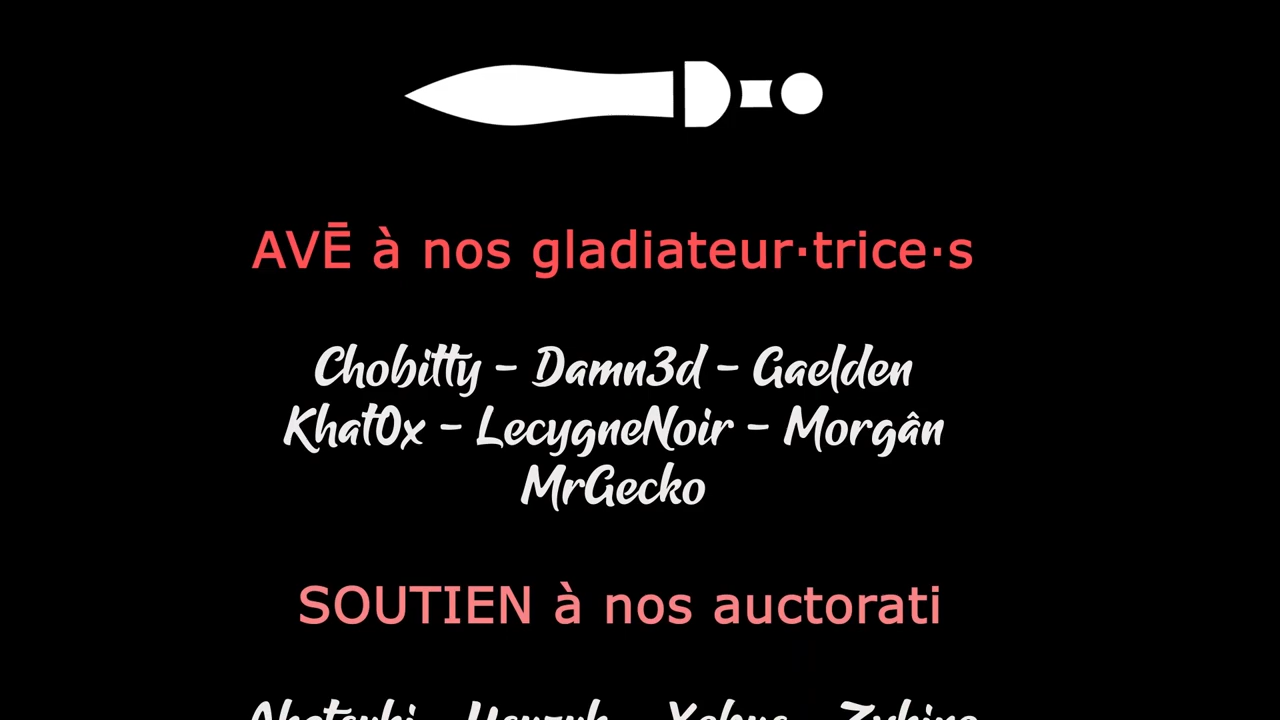 AVĒ à nos gladiateur·trice·s
Chobitty - Damn3d - Gaelden
Khat0x - LecygneNoir - Morgân
MrGecko
SOUTIEN à nos auctorati